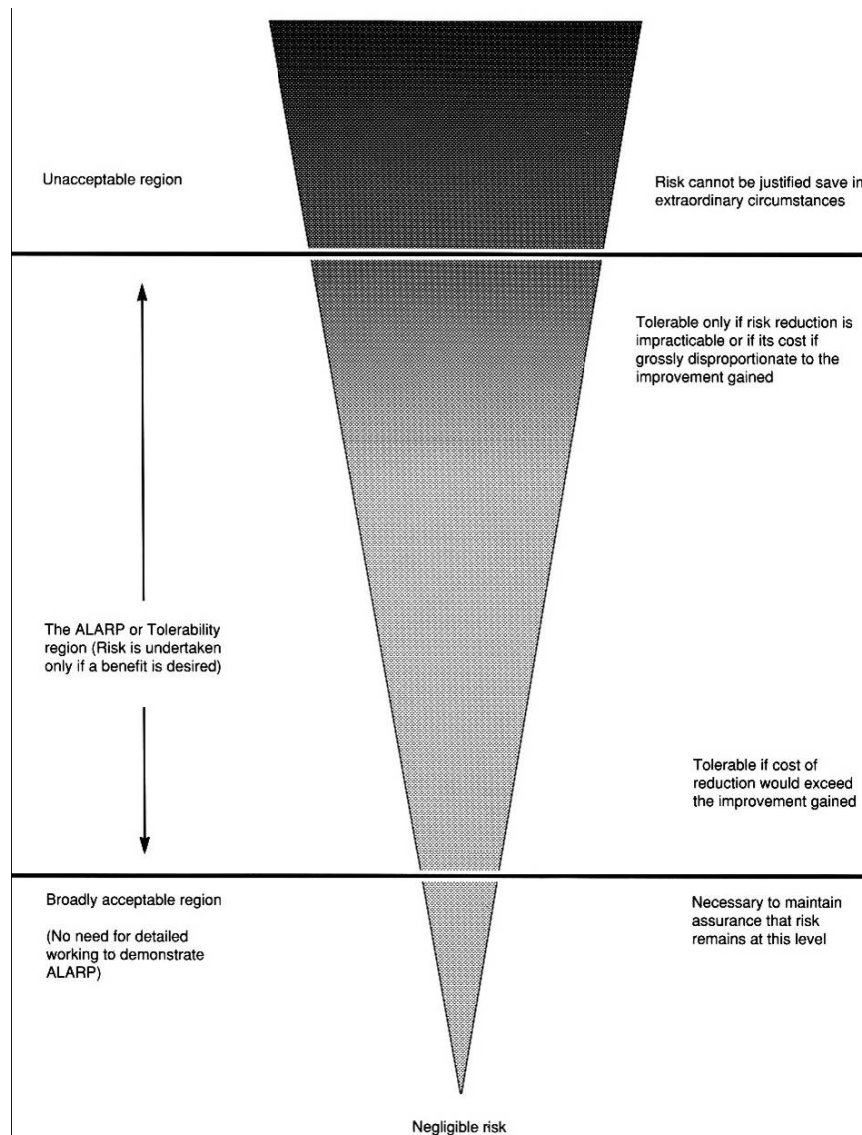 Unacceptable region
Risk cannot be justified save in
extraordinary circumstances
Tolerable only if risk reduction is
impracticable or if its cost if
grossly disproportionate to the
improvement gained
The ALARP or Tolerability
region (Risk is undertaken
only if a benefit is desired)
Tolerable if cost of
reduction would exceed
the improvement gained
Broadly acceptable region
(No need for detailed
working to demonstrate
ALARP)
Necessary to maintain
assurance that risk
remains at this level
Negligible risk